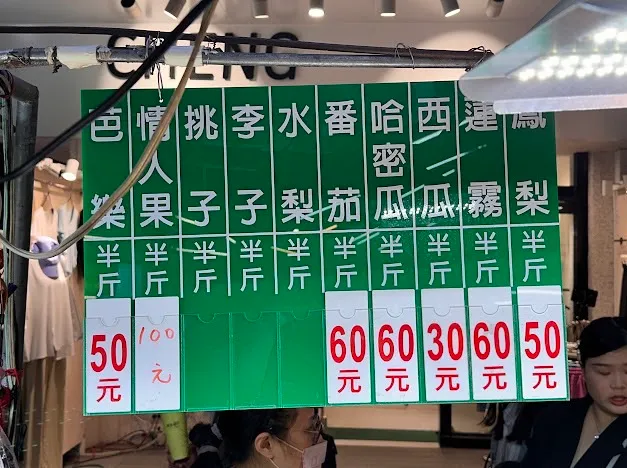 CHENG
芭樂 半斤 50元
情人果 半斤 100元
挑子 半斤
李子 半斤
水梨 半斤
番茄 半斤 60元
哈密瓜 半斤 60元
西瓜 半斤 30元
蓮霧 半斤 60元
鳳梨 半斤 50元